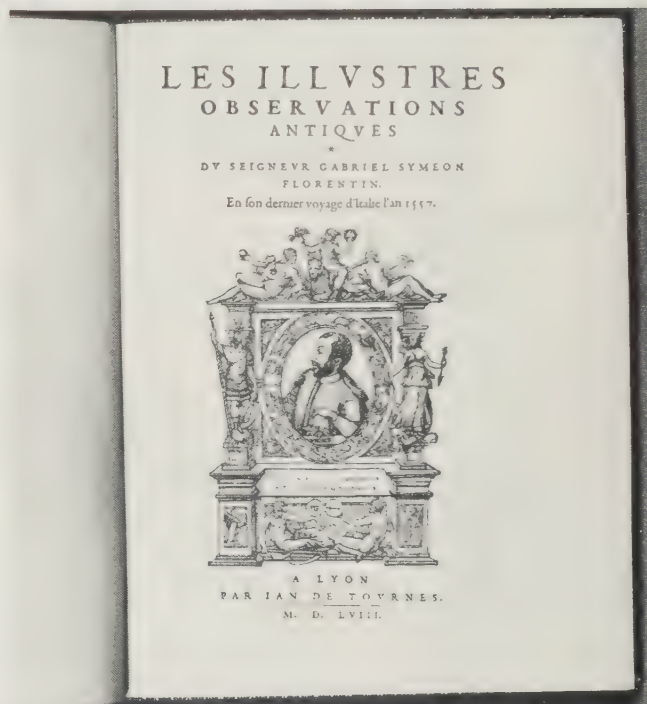 LES ILLVSTRES
OBSERVATIONS
ANTIQVES
*
DV SEIGNEVR GABRIEL SYMEON
FLORENTIN.
En son dernier voyage d'Italie l'an 1557.
A LYON
PAR IAN DE TOVRNES.
M. D. LVIII.